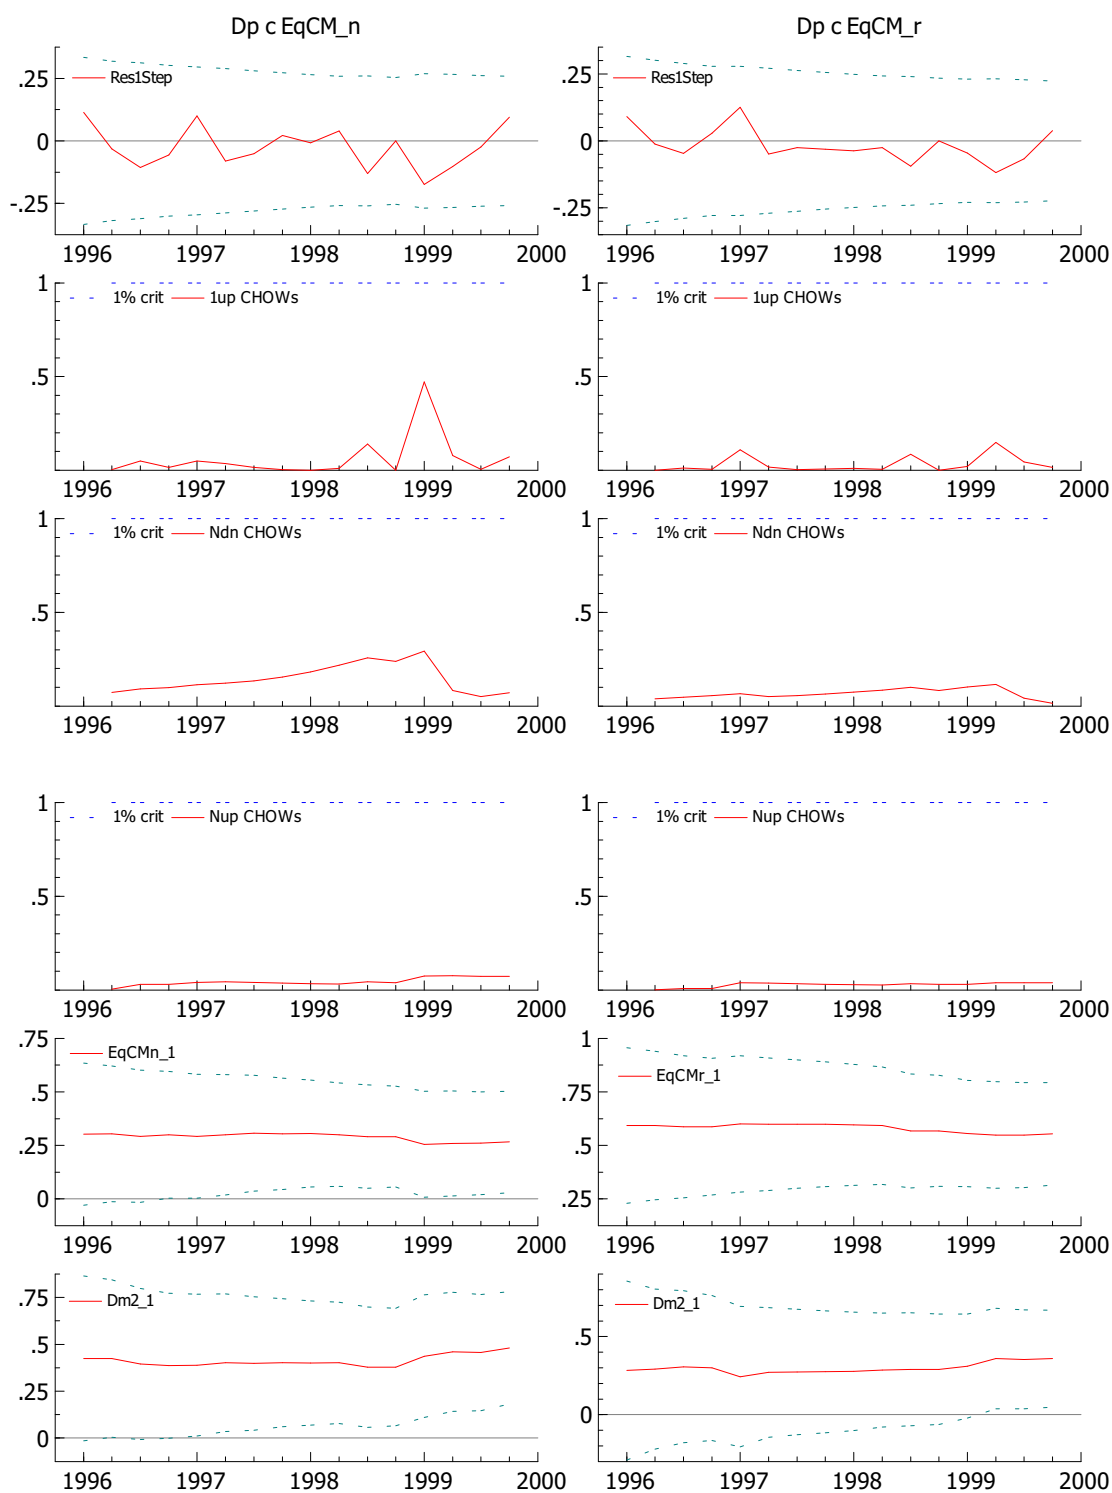 Dp c EqCM_n
Dp c EqCM_r
.25
0
-.25
Res1Step
1996 1997 1998 1999 2000
.25
0
-.25
Res1Step
1996 1997 1998 1999 2000
1
.5
1% crit 1up CHOWs
1996 1997 1998 1999 2000
1
.5
1% crit 1up CHOWs
1996 1997 1998 1999 2000
1
.5
1% crit Ndn CHOWs
1996 1997 1998 1999 2000
1
.5
1% crit Ndn CHOWs
1996 1997 1998 1999 2000
1
.5
1% crit Nup CHOWs
1996 1997 1998 1999 2000
1
.5
1% crit Nup CHOWs
1996 1997 1998 1999 2000
.75
.5
.25
0
EqCMn_1
1996 1997 1998 1999 2000
1
.75
.5
.25
EqCMr_1
1996 1997 1998 1999 2000
.75
.5
.25
0
Dm2_1
1996 1997 1998 1999 2000
.5
0
Dm2_1
1996 1997 1998 1999 2000